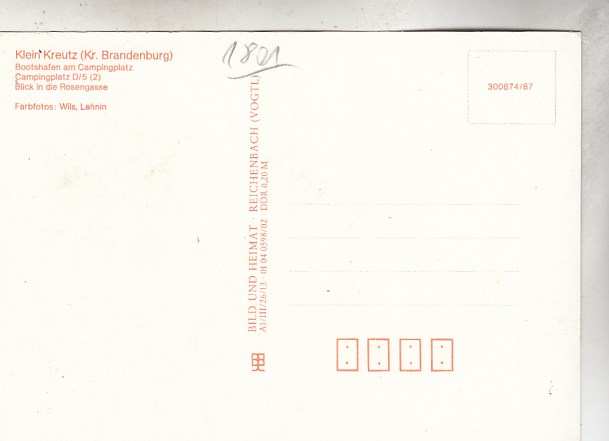 Klein Kreutz (Kr. Brandenburg)
Bootshafen am Campingplatz
Campingplatz D/5 (2)
Blick in die Rosengasse
Farbfotos: Wils, Lehnin
1801
300874/87
BILD UND HEIMAT · REICHENBACH (VOGTL)
A1/III/26/13 · 01 04 0598/02 DDR 0,20 M